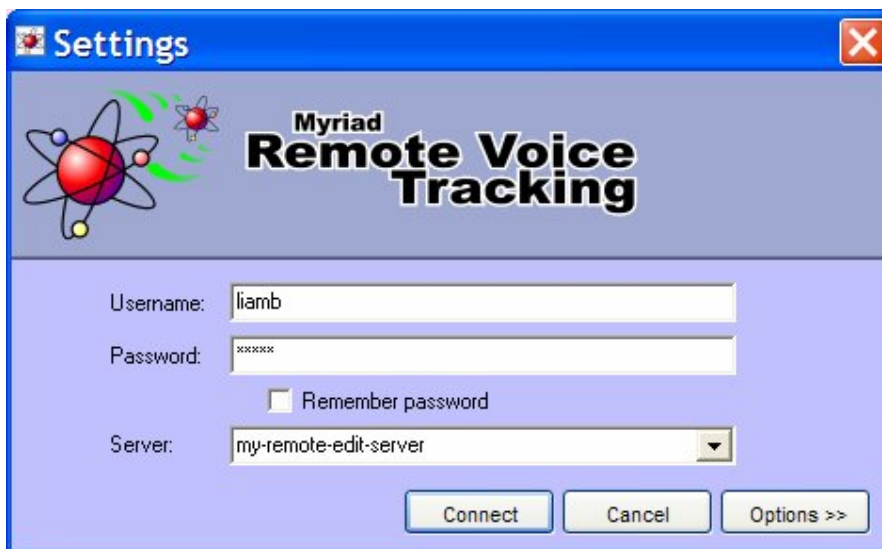 Settings
Myriad
Remote Voice
Tracking
Username: liamb
Password: *****
Remember password
Server: my-remote-edit-server
Connect Cancel Options >>